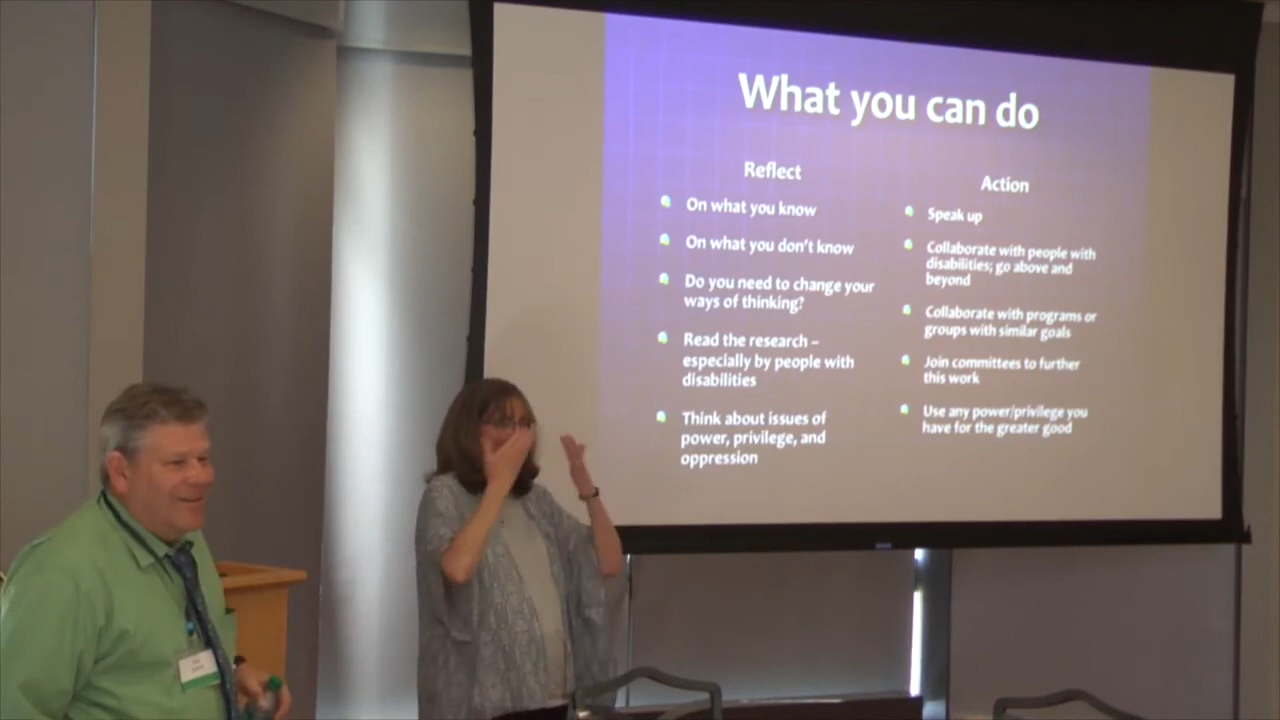 What you can do
Reflect
On what you know
On what you don't know
Do you need to change your
ways of thinking?
Read the research –
especially by people with
disabilities
Think about issues of
power, privilege, and
oppression
Action
Speak up
Collaborate with people with
disabilities; go above and
beyond
Collaborate with programs or
groups with similar goals
Join committees to further
this work
Use any power/privilege you
have for the greater good